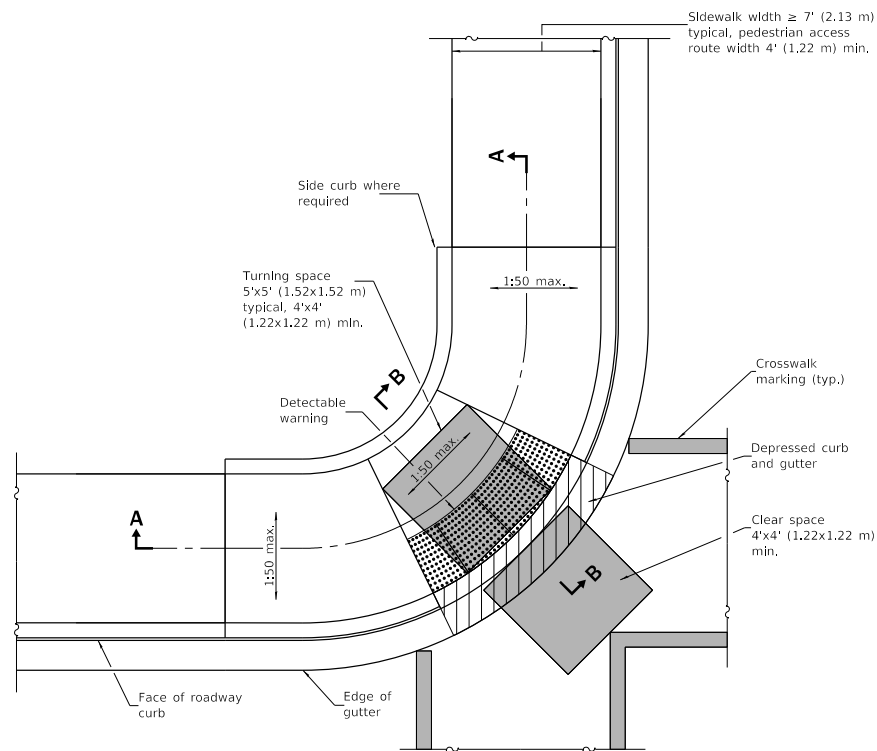 Sidewalk width ≥ 7' (2.13 m)
typical, pedestrian access
route width 4' (1.22 m) min.
A
Side curb where
required
Turning space
5'x5' (1.52x1.52 m)
typical, 4'x4'
(1.22x1.22 m) min.
1:50 max.
B
Detectable
warning
Crosswalk
marking (typ.)
1:50 max.
Depressed curb
and gutter
A
1:50 max.
Clear space
4'x4' (1.22x1.22 m)
min.
B
Face of roadway
curb
Edge of
gutter